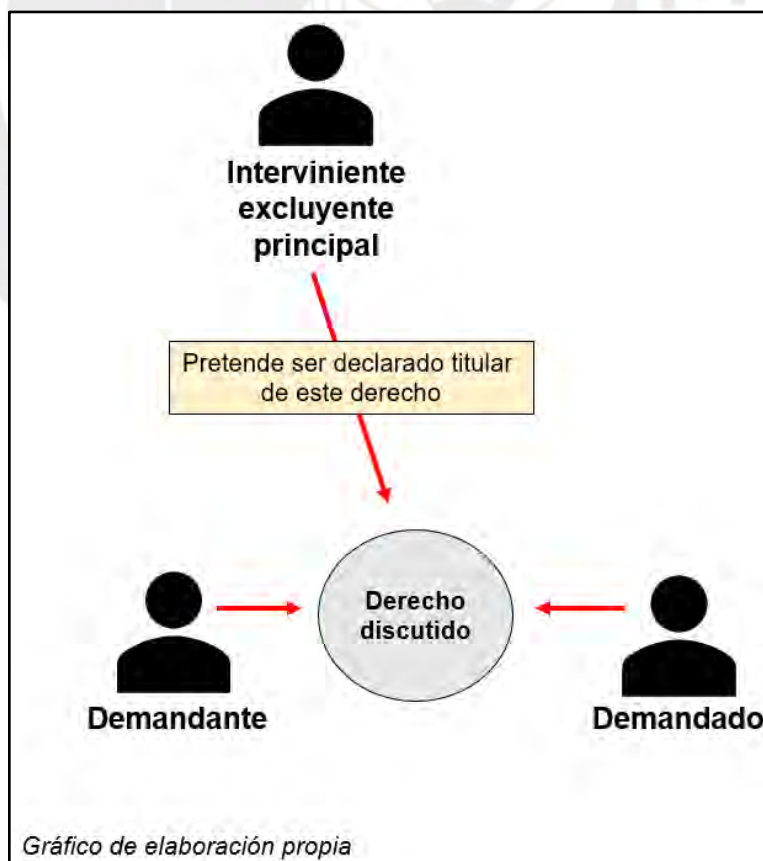 Interviniente
excluyente
principal
Pretende ser declarado titular
de este derecho
Derecho
discutido
Demandante
Demandado
Gráfico de elaboración propia